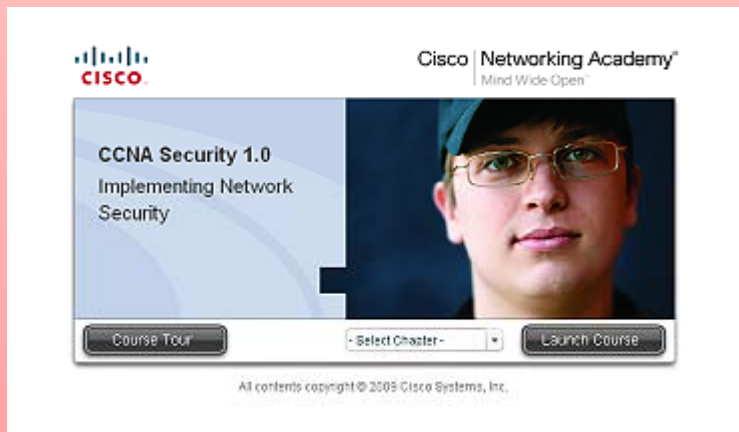 CISCO
Cisco Networking Academy®
Mind Wide Open™
CCNA Security 1.0
Implementing Network
Security
Course Tour
- Select Chapter -
Launch Course
All contents copyright © 2009 Cisco Systems, Inc.